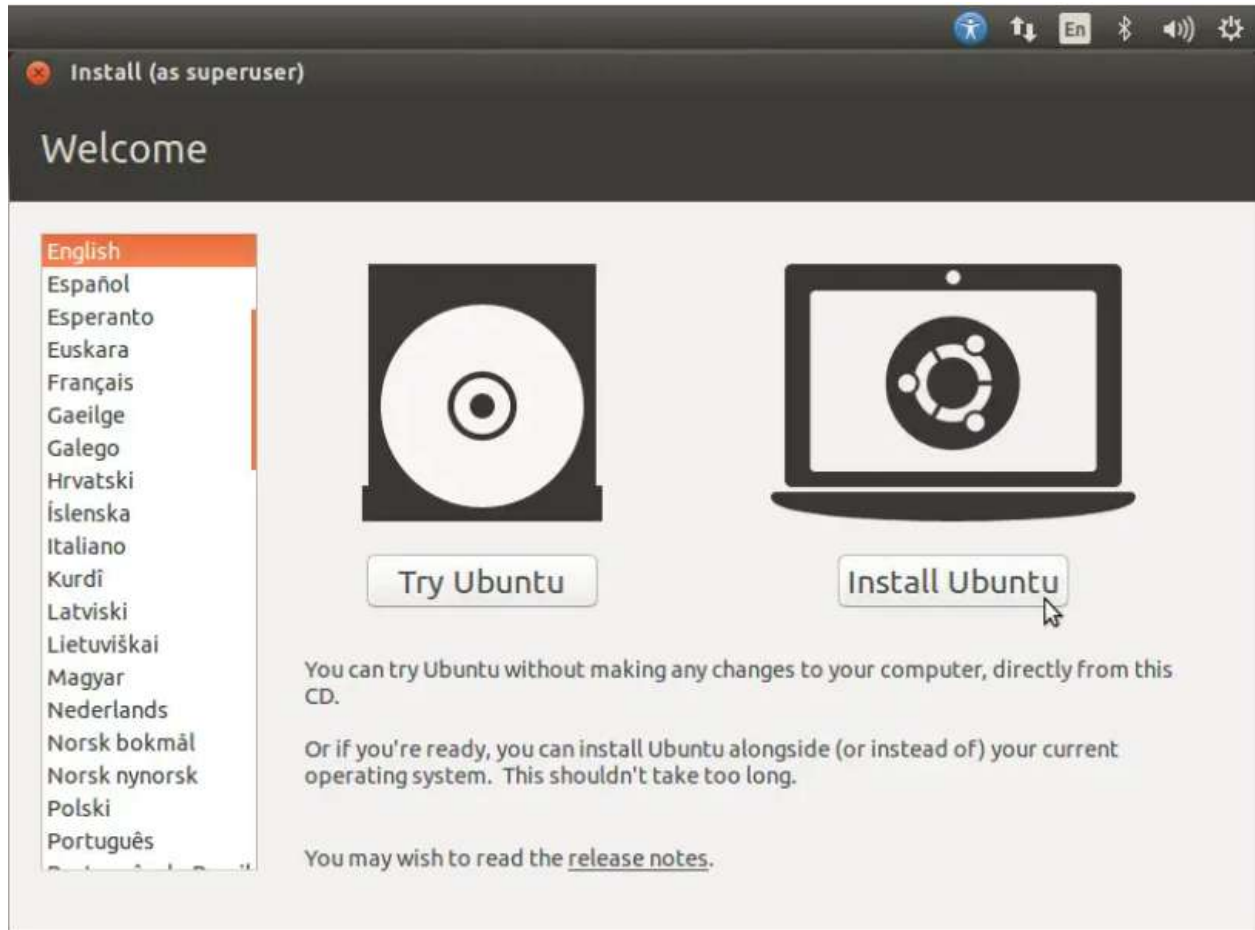 En
Install (as superuser)
Welcome
English
Español
Esperanto
Euskara
Français
Gaeilge
Galego
Hrvatski
Íslenska
Italiano
Kurdî
Latviski
Lietuviškai
Magyar
Nederlands
Norsk bokmål
Norsk nynorsk
Polski
Português
Try Ubuntu
Install Ubuntu
You can try Ubuntu without making any changes to your computer, directly from this
CD.
Or if you're ready, you can install Ubuntu alongside (or instead of) your current
operating system.  This shouldn't take too long.
You may wish to read the release notes.